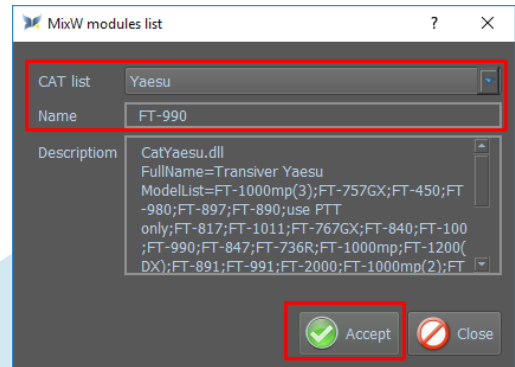 MixW modules list ? ×
CAT list Yaesu
Name FT-990
Descriptiom CatYaesu.dll
FullName=Transiver Yaesu
ModelList=FT-1000mp(3);FT-757GX;FT-450;FT
-980;FT-897;FT-890;use PTT
only;FT-817;FT-1011;FT-767GX;FT-840;FT-100
;FT-990;FT-847;FT-736R;FT-1000mp;FT-1200(
DX);FT-891;FT-991;FT-2000;FT-1000mp(2);FT
Accept Close